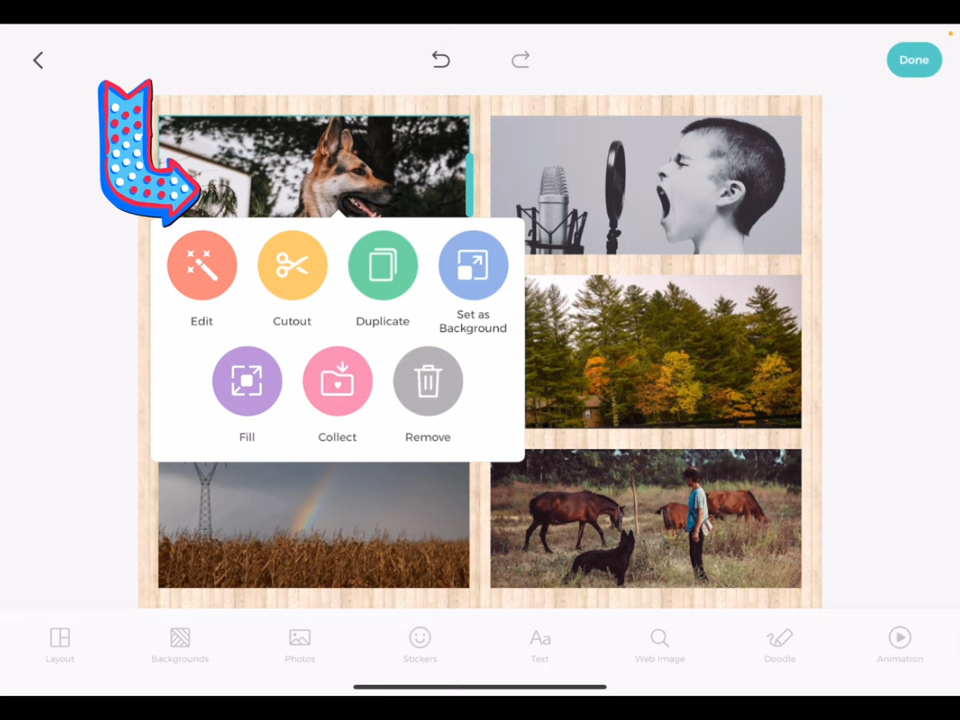 Done
Edit
Cutout
Duplicate
Set as
Background
Fill
Collect
Remove
Layout
Backgrounds
Photos
Stickers
Aa
Text
Web Image
Doodle
Animation